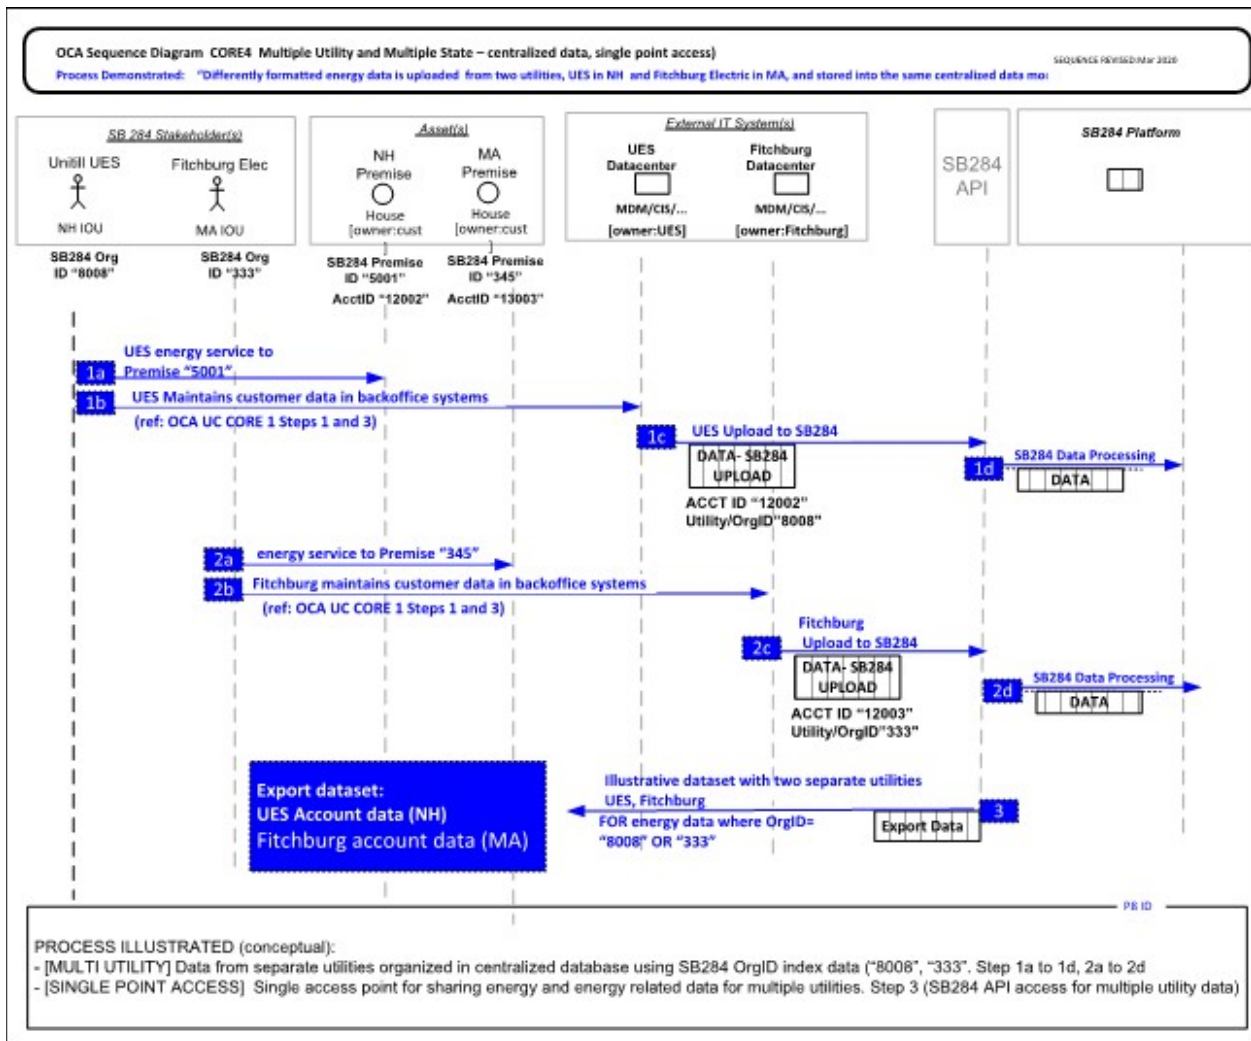 OCA Sequence Diagram CORE4 Multiple Utility and Multiple State – centralized data, single point access)
SEQUENCE REVISED:Mar 2020
Process Demonstrated: "Differently formatted energy data is uploaded from two utilities, UES in NH and Fitchburg Electric in MA, and stored into the same centralized data mo
SB 284 Stakeholder(s)
Unitill UES
Fitchburg Elec
NH IOU
MA IOU
SB284 Org
ID "8008"
SB284 Org
ID "333"
Asset(s)
NH
Premise
MA
Premise
House
[owner:cust
]
House
[owner:cust
]
SB284 Premise
ID "5001"
AcctID "12002"
SB284 Premise
ID "345"
AcctID "13003"
External IT System(s)
UES
Datacenter
Fitchburg
Datacenter
MDM/CIS/...
[owner:UES]
MDM/CIS/...
[owner:Fitchburg]
SB284
API
SB284 Platform
UES energy service to
1a Premise "5001"
1b UES Maintains customer data in backoffice systems
(ref: OCA UC CORE 1 Steps 1 and 3)
1c UES Upload to SB284
DATA- SB284
UPLOAD
ACCT ID "12002"
Utility/OrgID"8008"
1d SB284 Data Processing
DATA
2a energy service to Premise "345"
2b Fitchburg maintains customer data in backoffice systems
(ref: OCA UC CORE 1 Steps 1 and 3)
Fitchburg
2c Upload to SB284
DATA- SB284
UPLOAD
ACCT ID "12003"
Utility/OrgID"333"
2d SB284 Data Processing
DATA
Export dataset:
UES Account data (NH)
Fitchburg account data (MA)
Illustrative dataset with two separate utilities
UES, Fitchburg
FOR energy data where OrgID=
"8008" OR "333"
3
Export Data
PB ID
PROCESS ILLUSTRATED (conceptual):
- [MULTI UTILITY] Data from separate utilities organized in centralized database using SB284 OrgID index data ("8008", "333". Step 1a to 1d, 2a to 2d
- [SINGLE POINT ACCESS] Single access point for sharing energy and energy related data for multiple utilities. Step 3 (SB284 API access for multiple utility data)